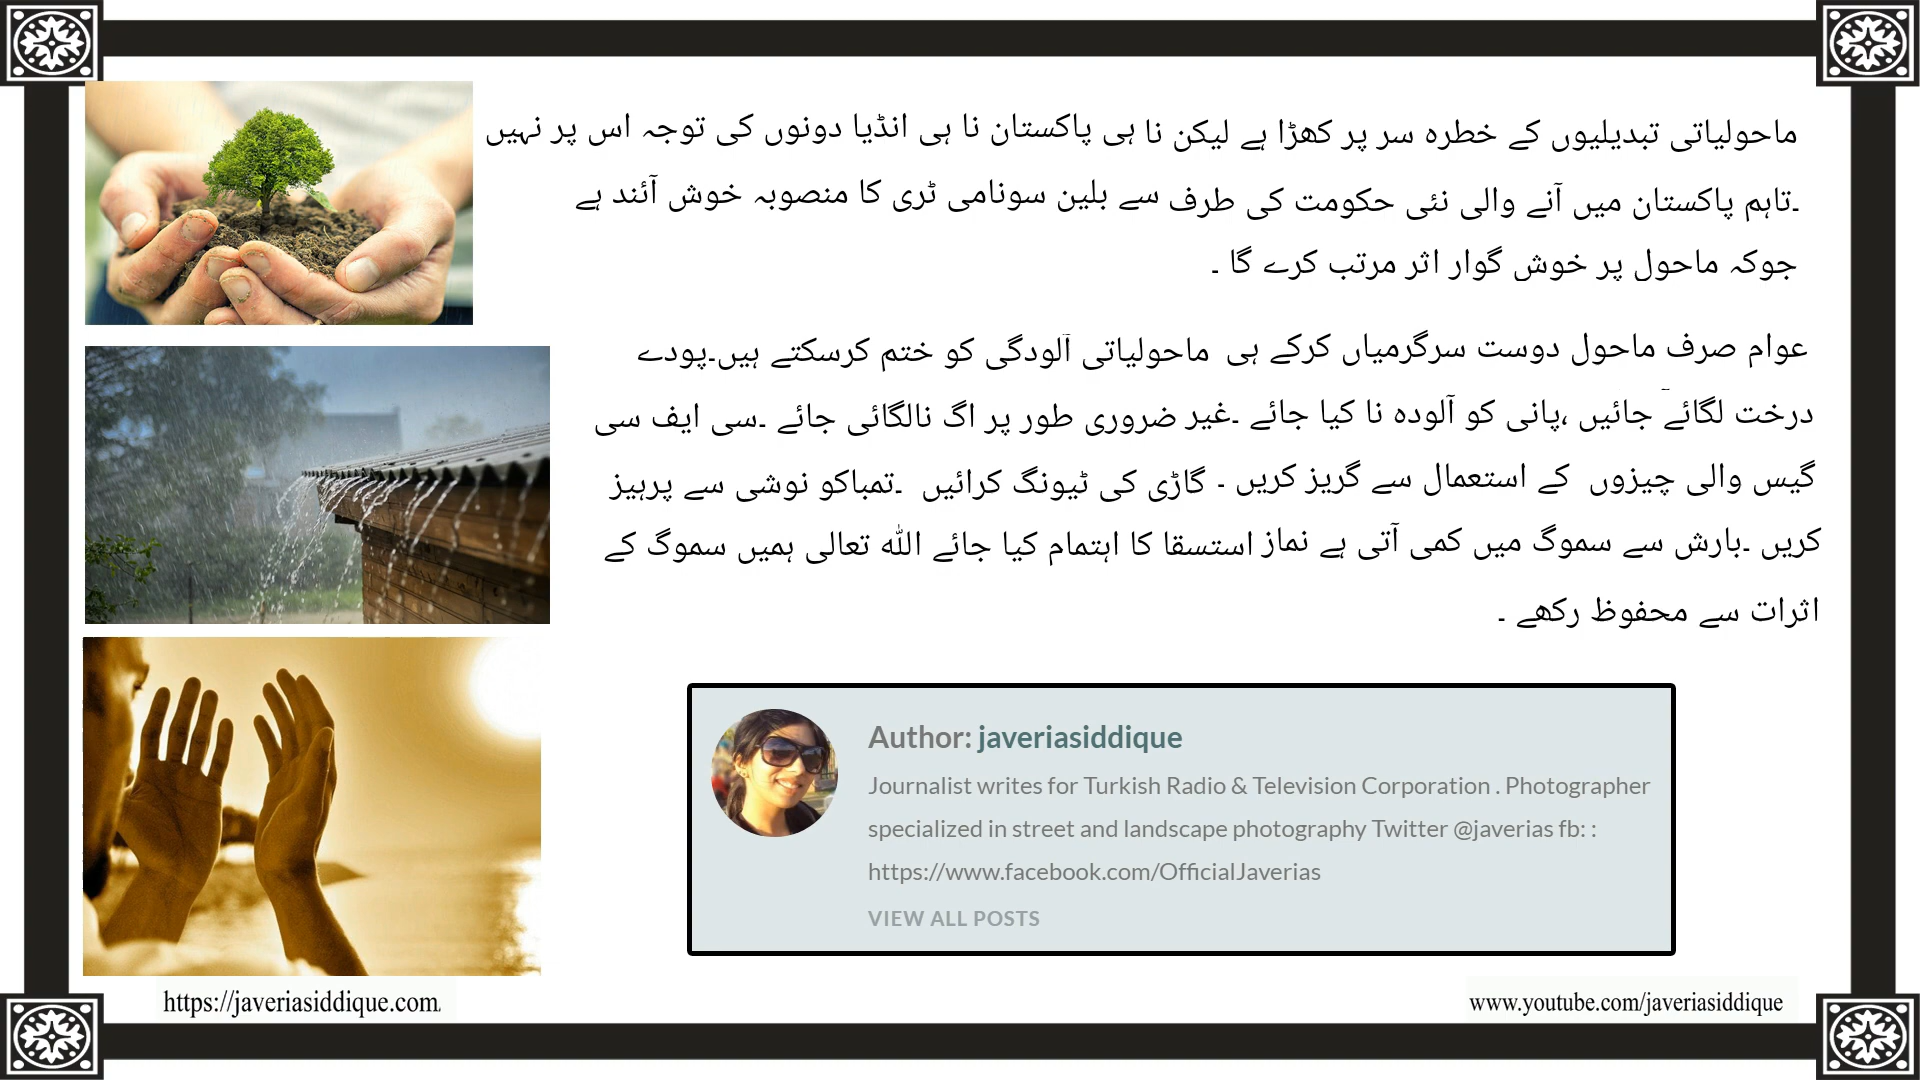 ماحولیاتی تبدیلیوں کے خطرہ سر پر کھڑا ہے لیکن نا ہی پاکستان نا ہی انڈیا دونوں کی توجہ اس پر نہیں
۔تاہم پاکستان میں آنے والی نئی حکومت کی طرف سے بلین سونامی ٹری کا منصوبہ خوش آئند ہے
جوکہ ماحول پر خوش گوار اثر مرتب کرے گا ۔
عوام صرف ماحول دوست سرگرمیاں کرکے ہی ماحولیاتی آلودگی کو ختم کرسکتے ہیں۔پودے
درخت لگائے جائیں ،پانی کو آلودہ نا کیا جائے ۔غیر ضروری طور پر اگ نالگائی جائے ۔سی ایف سی
گیس والی چیزوں کے استعمال سے گریز کریں ۔ گاڑی کی ٹیونگ کرائیں ۔تمباکو نوشی سے پرہیز
کریں ۔بارش سے سموگ میں کمی آتی ہے نماز استسقا کا اہتمام کیا جائے اللہ تعالی ہمیں سموگ کے
اثرات سے محفوظ رکھے ۔
Author: javeriasiddique
Journalist writes for Turkish Radio & Television Corporation . Photographer
specialized in street and landscape photography Twitter @javerias fb: :
https://www.facebook.com/OfficialJaverias
VIEW ALL POSTS
https://javeriasiddique.com.
www.youtube.com/javeriasiddique